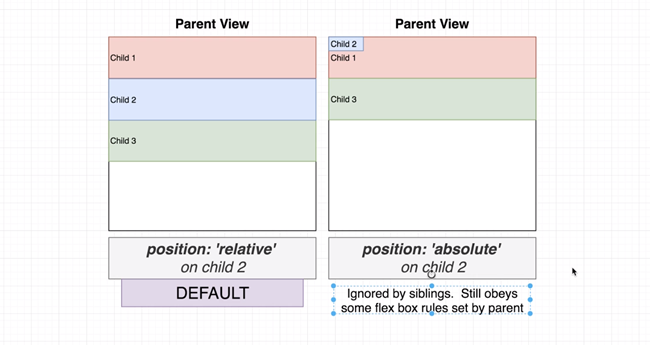 Parent View
Child 1
Child 2
Child 3
position: 'relative'
on child 2
DEFAULT
Parent View
Child 2
Child 1
Child 3
position: 'absolute'
on child 2
Ignored by siblings. Still obeys
some flex box rules set by parent